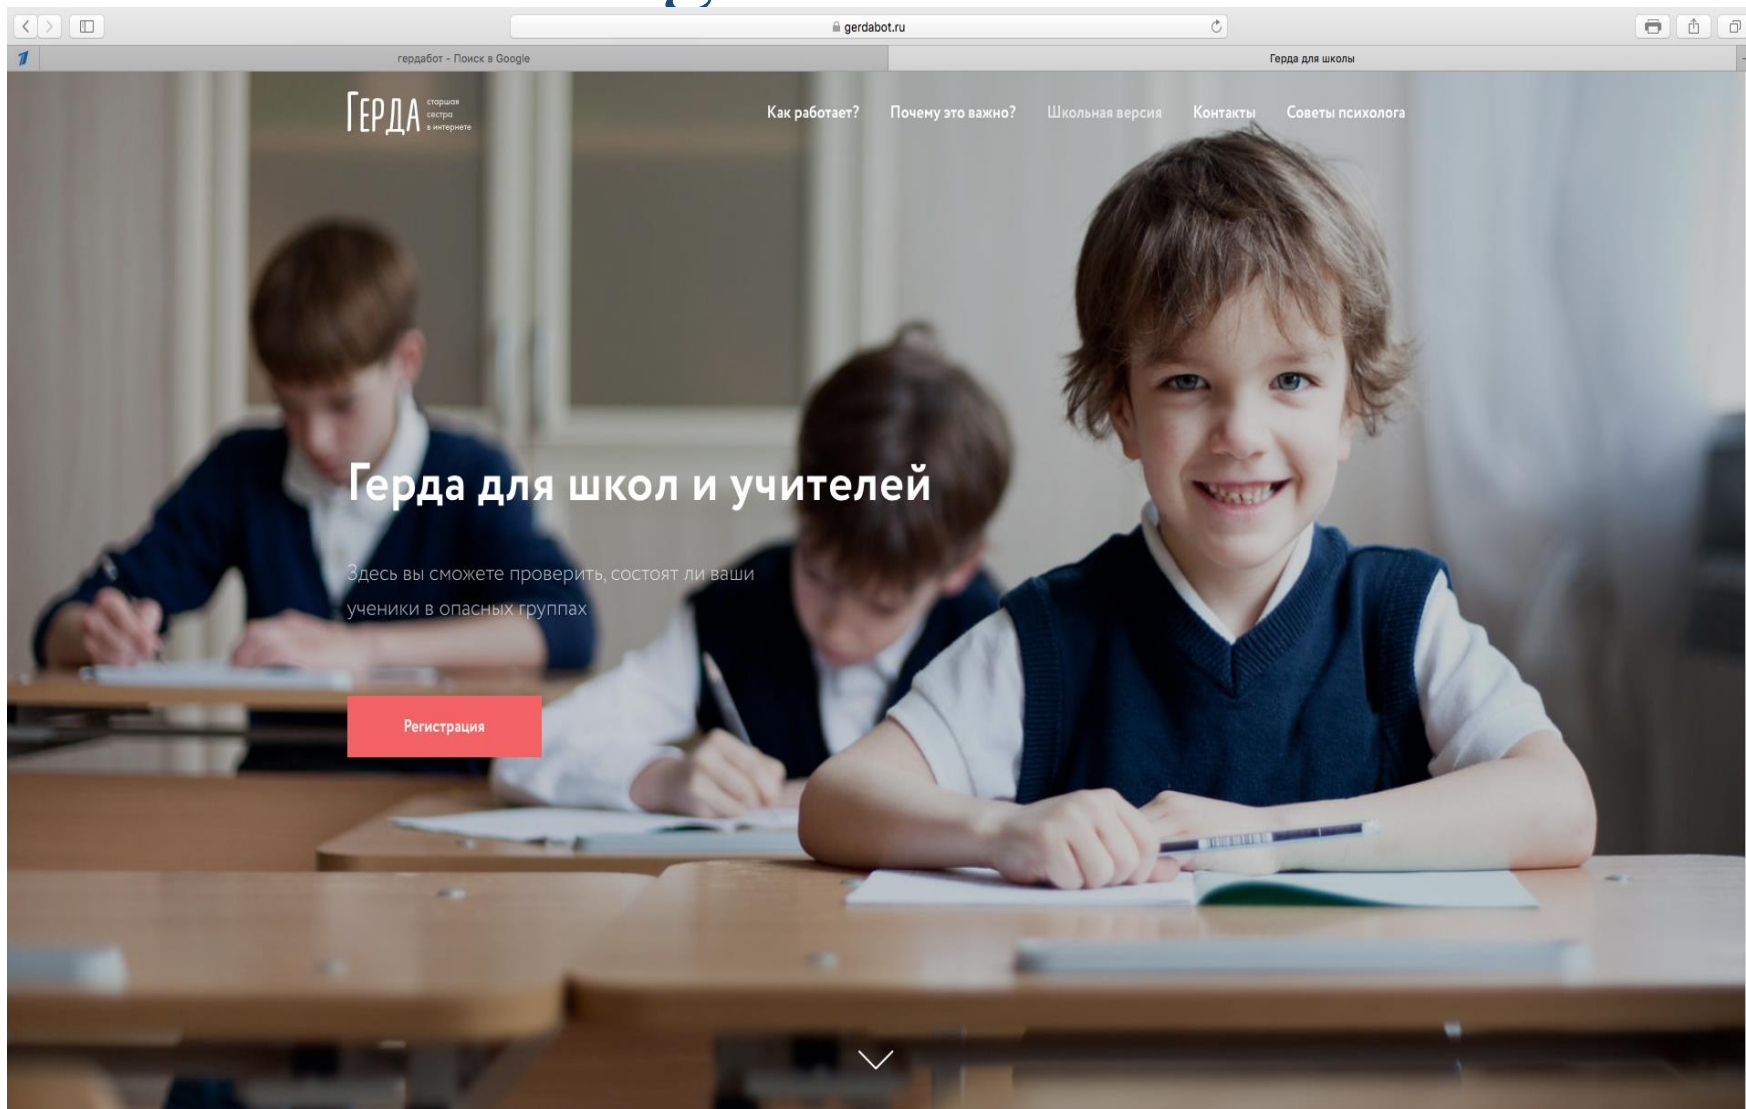 gerdabot.ru
гердабот - Поиск в Google
Герда для школы
ГЕРДА
старшая
сестра
в интернете
Как работает?
Почему это важно?
Школьная версия
Контакты
Советы психолога
Герда для школ и учителей
Здесь вы сможете проверить, состоят ли ваши
ученики в опасных группах
Регистрация